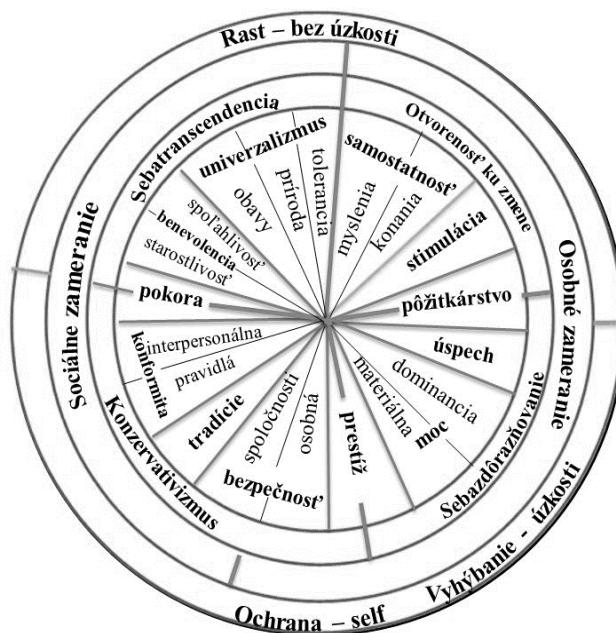 Rast – bez úzkosti
Sebatranscendencia
Otvorenosť ku zmene
Sociálne zameranie
Osobné zameranie
univerzalizmus
obavy
príroda
tolerancia
samostatnosť
myslenia
konania
stimulácia
spoľahlivosť
benevolencia
starostlivosť
pokora
pôžitkárstvo
úspech
konformita
interpersonálna
pravidlá
dominancia
materiálna
moc
tradície
spoločnosti
osobná
bezpečnosť
prestíž
Konzervativizmus
Sebazdôrazňovanie
Vyhýbanie - úzkosti
Ochrana – self